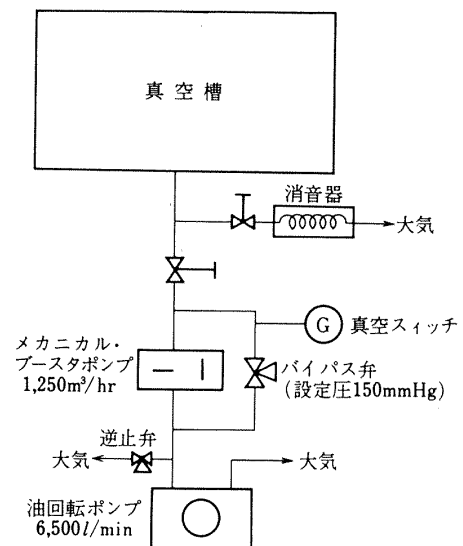 真空槽
消音器
大気
G 真空スィッチ
メカニカル・
ブースタポンプ
1,250m³/hr
バイパス弁
(設定圧150mmHg)
逆止弁
大気
大気
油回転ポンプ
6,500l/min